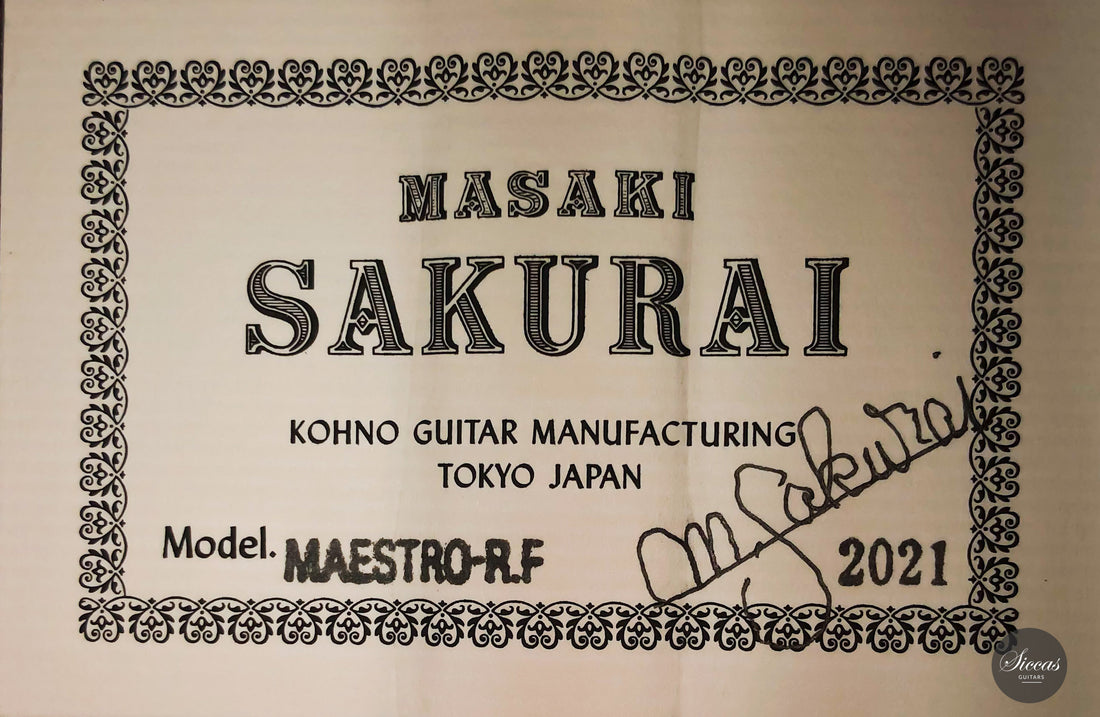 MASAKI
SAKURAI
KOHNO GUITAR MANUFACTURING
TOKYO JAPAN
Model. MAESTRO-R.F
M. Sakurai
2021
Siccas
GUITARS